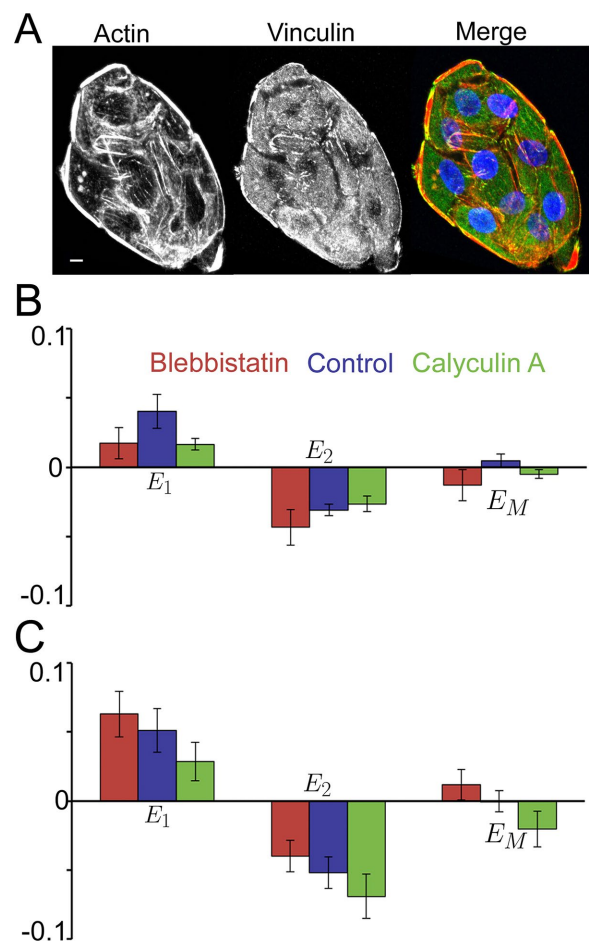 A
Actin Vinculin Merge
B
0.1
Blebbistatin Control Calyculin A
E2
0
E1
EM
-0.1
C
0.1
E2
0
E1
EM
-0.1